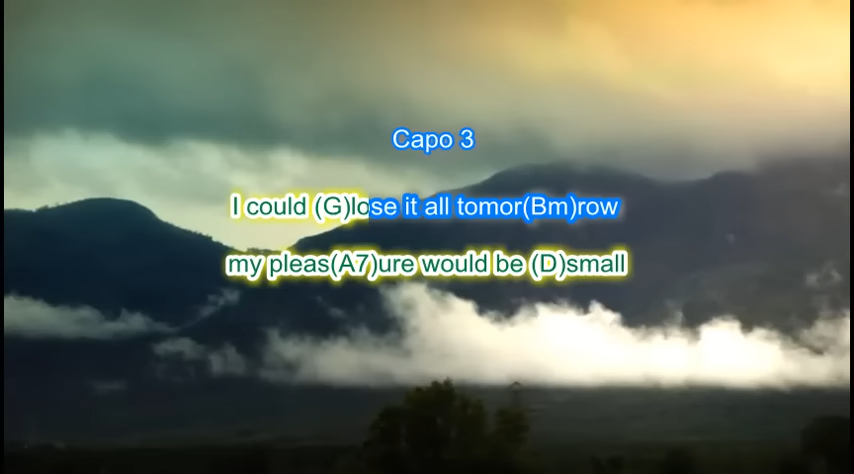 Capo 3
I could (G)lose it all tomor(Bm)row
my pleas(A7)ure would be (D)small